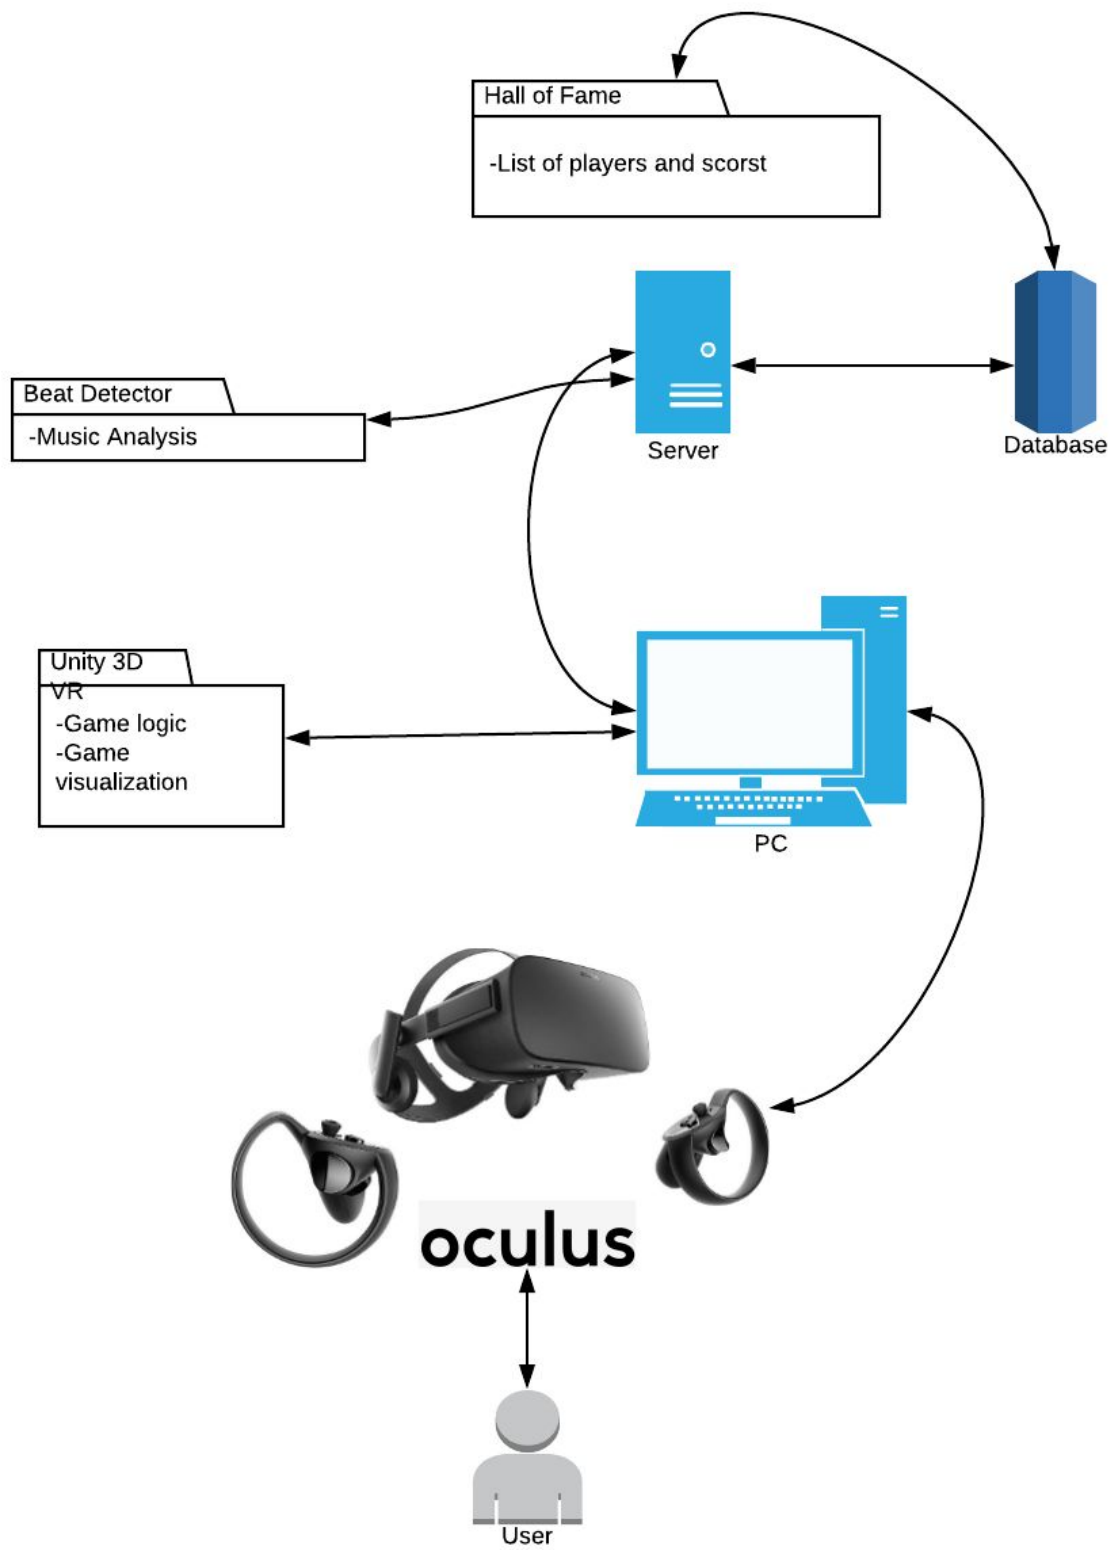 Hall of Fame
-List of players and scorst
Beat Detector
-Music Analysis
Server
Database
Unity 3D
VR
-Game logic
-Game
visualization
PC
oculus
User